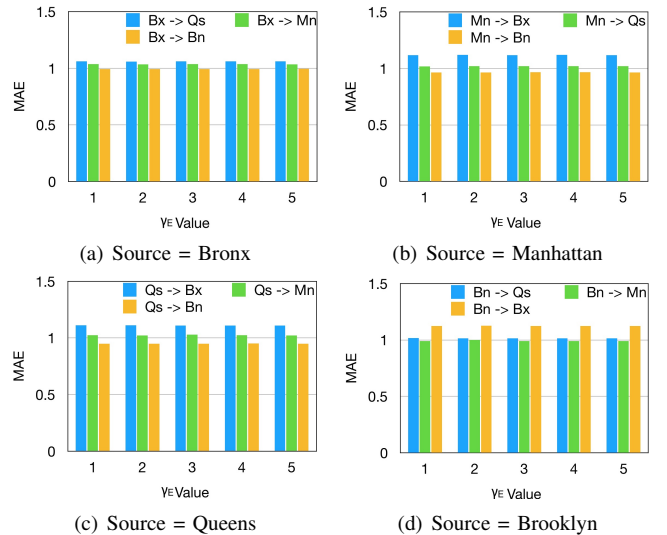 1.5
1
0.5
0
MAE
Bx -> Qs
Bx -> Mn
Bx -> Bn
1 2 3 4 5
γE Value
(a) Source = Bronx
1.5
1
0.5
0
MAE
Mn -> Bx
Mn -> Qs
Mn -> Bn
1 2 3 4 5
γE Value
(b) Source = Manhattan
1.5
1
0.5
0
MAE
Qs -> Bx
Qs -> Mn
Qs -> Bn
1 2 3 4 5
γE Value
(c) Source = Queens
1.5
1
0.5
0
MAE
Bn -> Qs
Bn -> Mn
Bn -> Bx
1 2 3 4 5
γE Value
(d) Source = Brooklyn